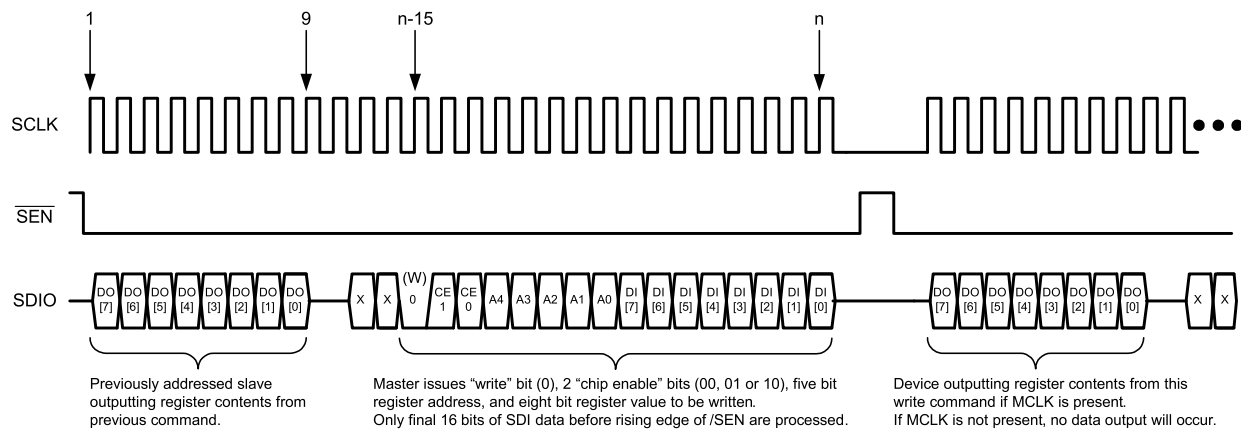 1 9 n-15 n
SCLK
SEN
SDIO
DO [7] DO [6] DO [5] DO [4] DO [3] DO [2] DO [1] DO [0] X X (W) 0 CE 1 CE 0 A4 A3 A2 A1 A0 DI [7] DI [6] DI [5] DI [4] DI [3] DI [2] DI [1] DI [0] DO [7] DO [6] DO [5] DO [4] DO [3] DO [2] DO [1] DO [0] X X
Previously addressed slave
outputting register contents from
previous command.
Master issues “write” bit (0), 2 “chip enable” bits (00, 01 or 10), five bit
register address, and eight bit register value to be written.
Only final 16 bits of SDI data before rising edge of /SEN are processed.
Device outputting register contents from this
write command if MCLK is present.
If MCLK is not present, no data output will occur.